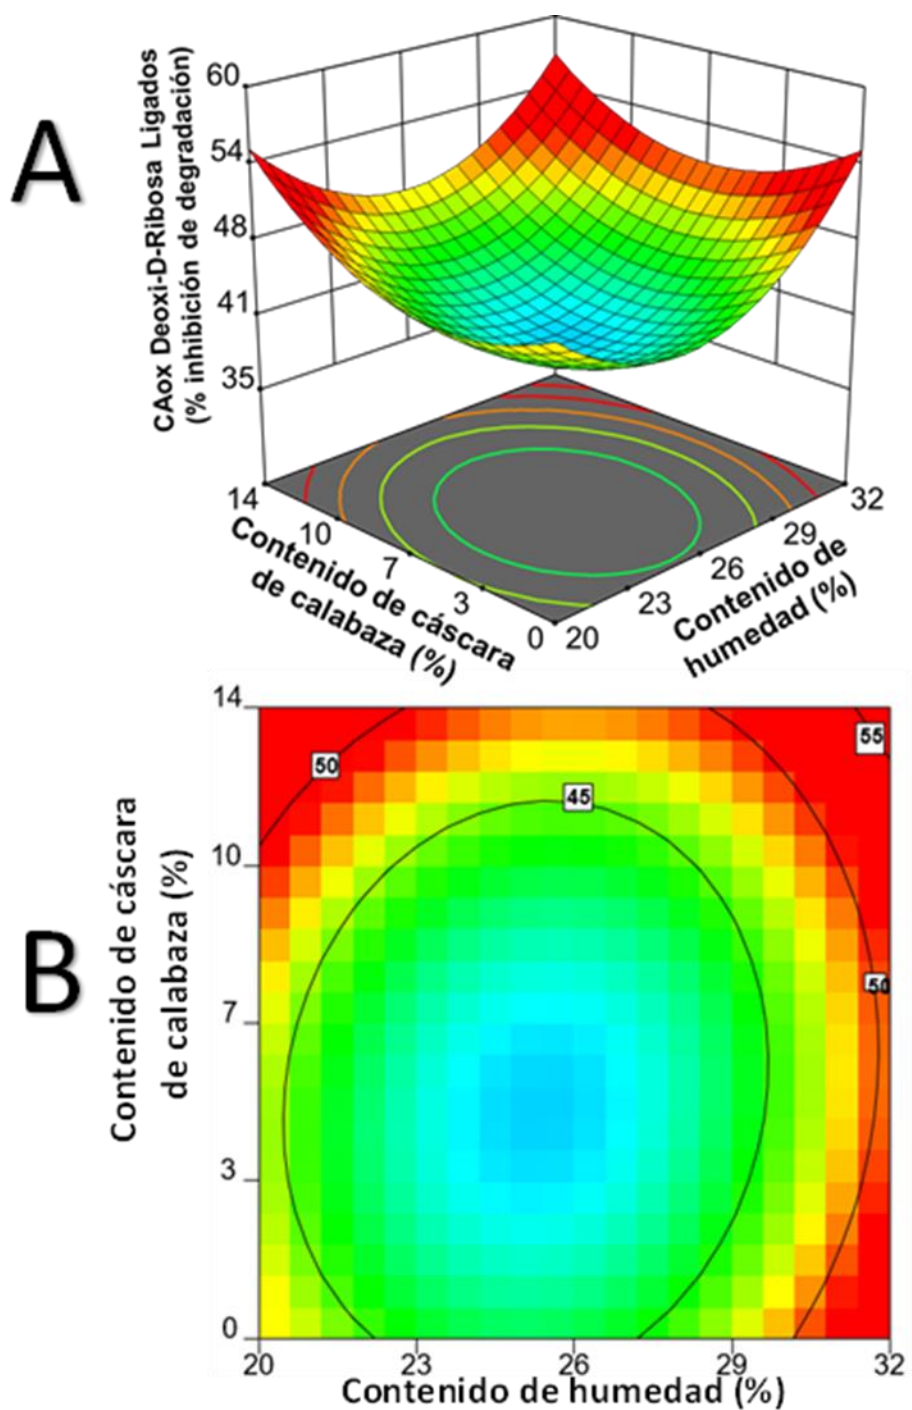 A
CAox Deoxi-D-Ribosa Ligados
(% inhibición de degradación)
60
54
48
41
35
14
10
7
3
0
20
23
26
29
32
Contenido de cáscara
de calabaza (%)
Contenido de
humedad (%)
B
Contenido de cáscara
de calabaza (%)
14
10
7
3
0
50
55
45
50
20
23
26
29
32
Contenido de humedad (%)